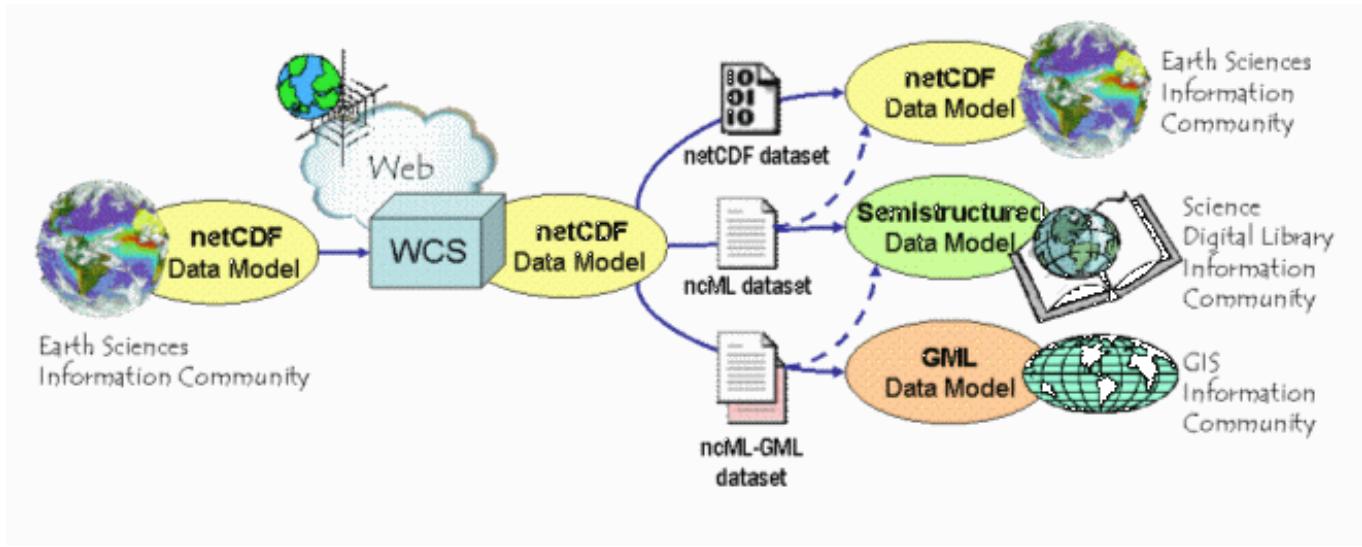 Earth Sciences
Information Community
netCDF
Data Model
Web
WCS
netCDF
Data Model
netCDF dataset
ncML dataset
ncML-GML
dataset
netCDF
Data Model
Earth Sciences
Information
Community
Semistructured
Data Model
Science
Digital Library
Information
Community
GML
Data Model
GIS
Information
Community